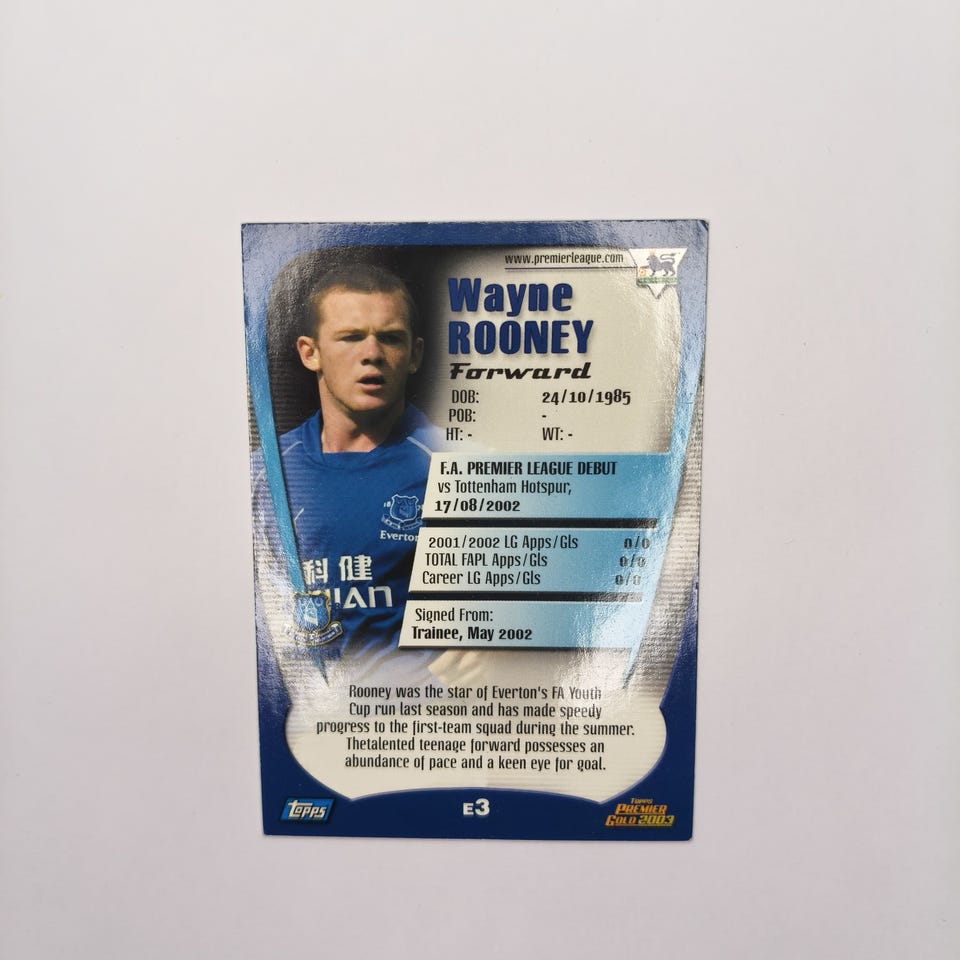 www.premierleague.com
Wayne
ROONEY
Forward
DOB: 24/10/1985
POB: -
HT: - WT: -
F.A. PREMIER LEAGUE DEBUT
vs Tottenham Hotspur,
17/08/2002
2001/2002 LG Apps/Gls 0/0
TOTAL FAPL Apps/Gls 0/0
Career LG Apps/Gls 0/0
Signed From:
Trainee, May 2002
Everton
科健
Rooney was the star of Everton's FA Youth
Cup run last season and has made speedy
progress to the first-team squad during the summer.
Thetalented teenage forward possesses an
abundance of pace and a keen eye for goal.
Topps
E3
TOPPS
PREMIER
GOLD 2003